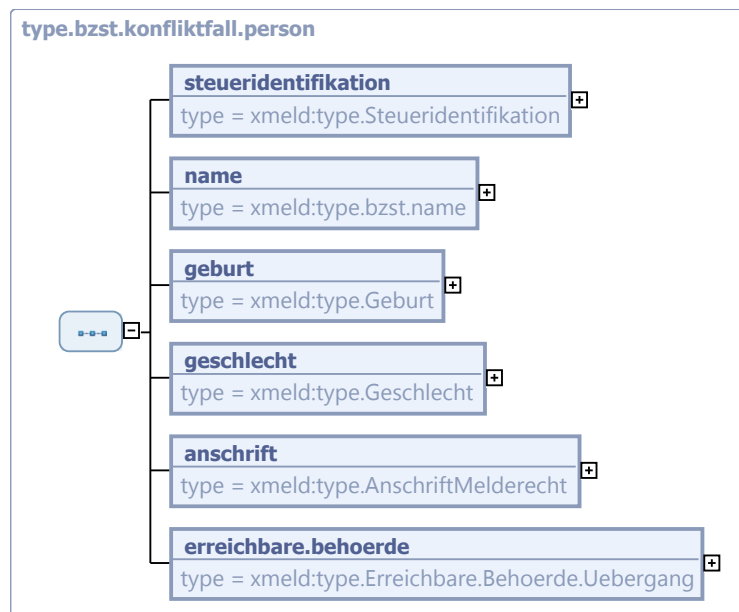 type.bzst.konfliktfall.person
steueridentifikation
type = xmeld:type.Steueridentifikation
name
type = xmeld:type.bzst.name
geburt
type = xmeld:type.Geburt
geschlecht
type = xmeld:type.Geschlecht
anschrift
type = xmeld:type.AnschriftMelderecht
erreichbare.behoerde
type = xmeld:type.Erreichbare.Behoerde.Uebergang